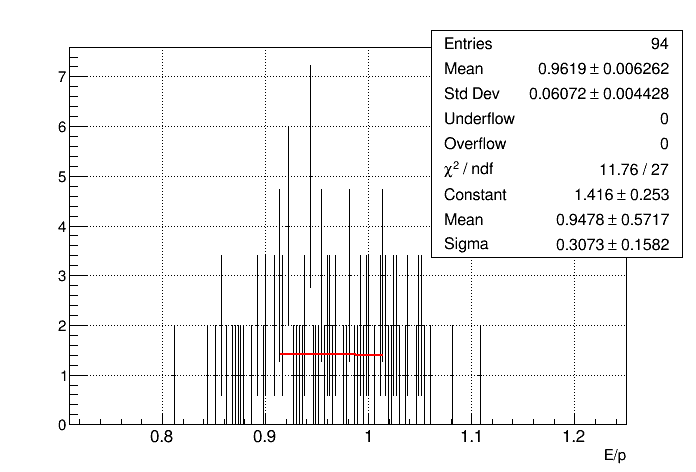 Entries 94
Mean 0.9619 ± 0.006262
Std Dev 0.06072 ± 0.004428
Underflow 0
Overflow 0
χ² / ndf 11.76 / 27
Constant 1.416 ± 0.253
Mean 0.9478 ± 0.5717
Sigma 0.3073 ± 0.1582
7
6
5
4
3
2
1
0
0.8 0.9 1 1.1 1.2
E/p